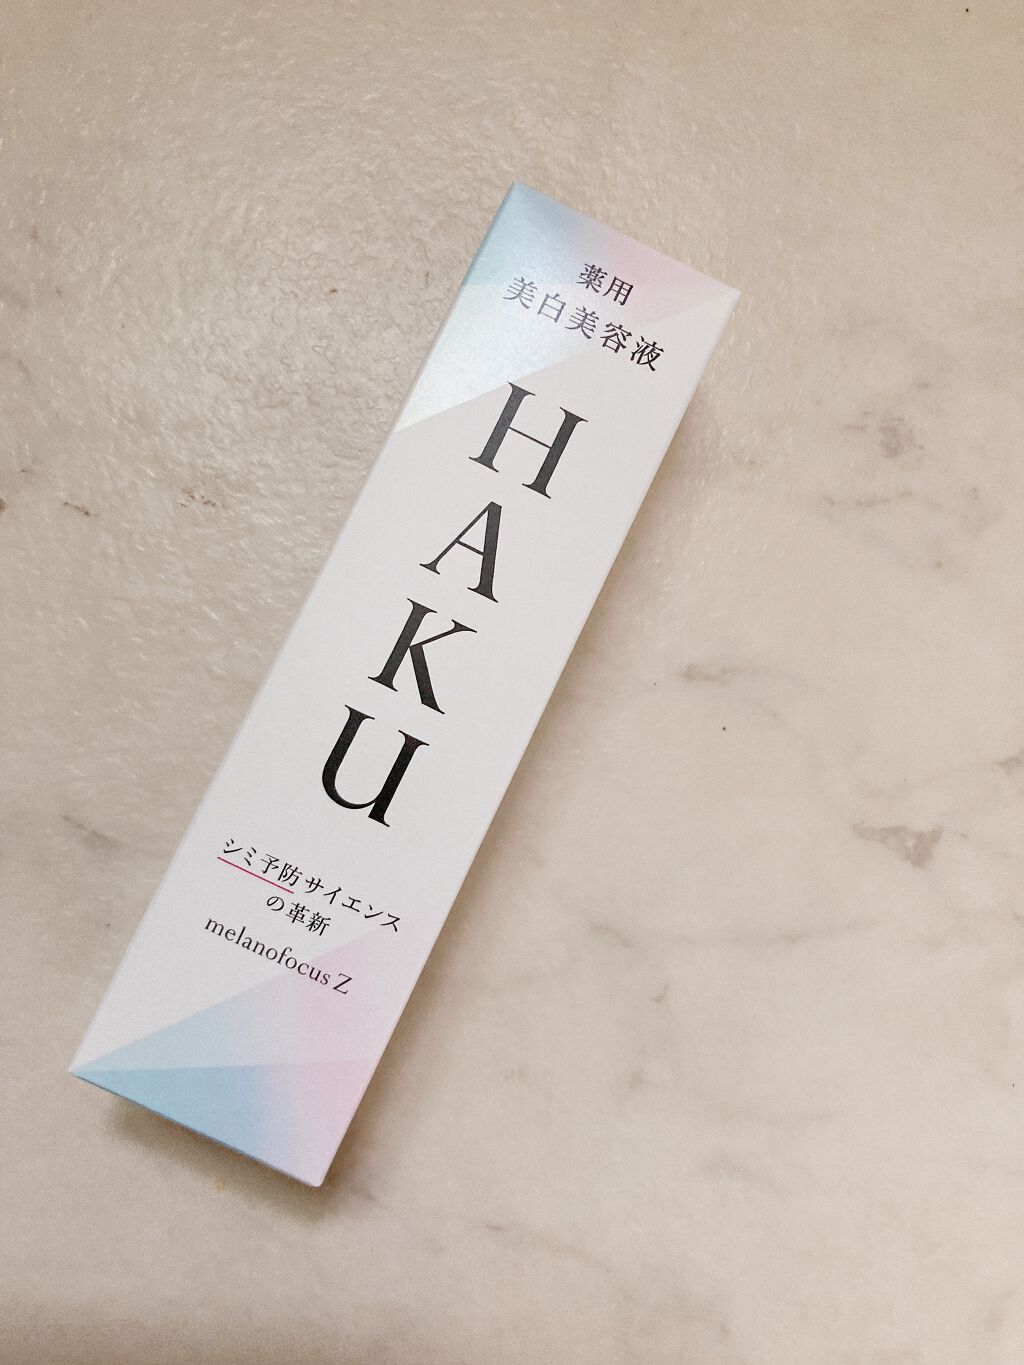 薬用
美白美容液
HAKU
シミ予防サイエンス
の革新
melanofocus Z